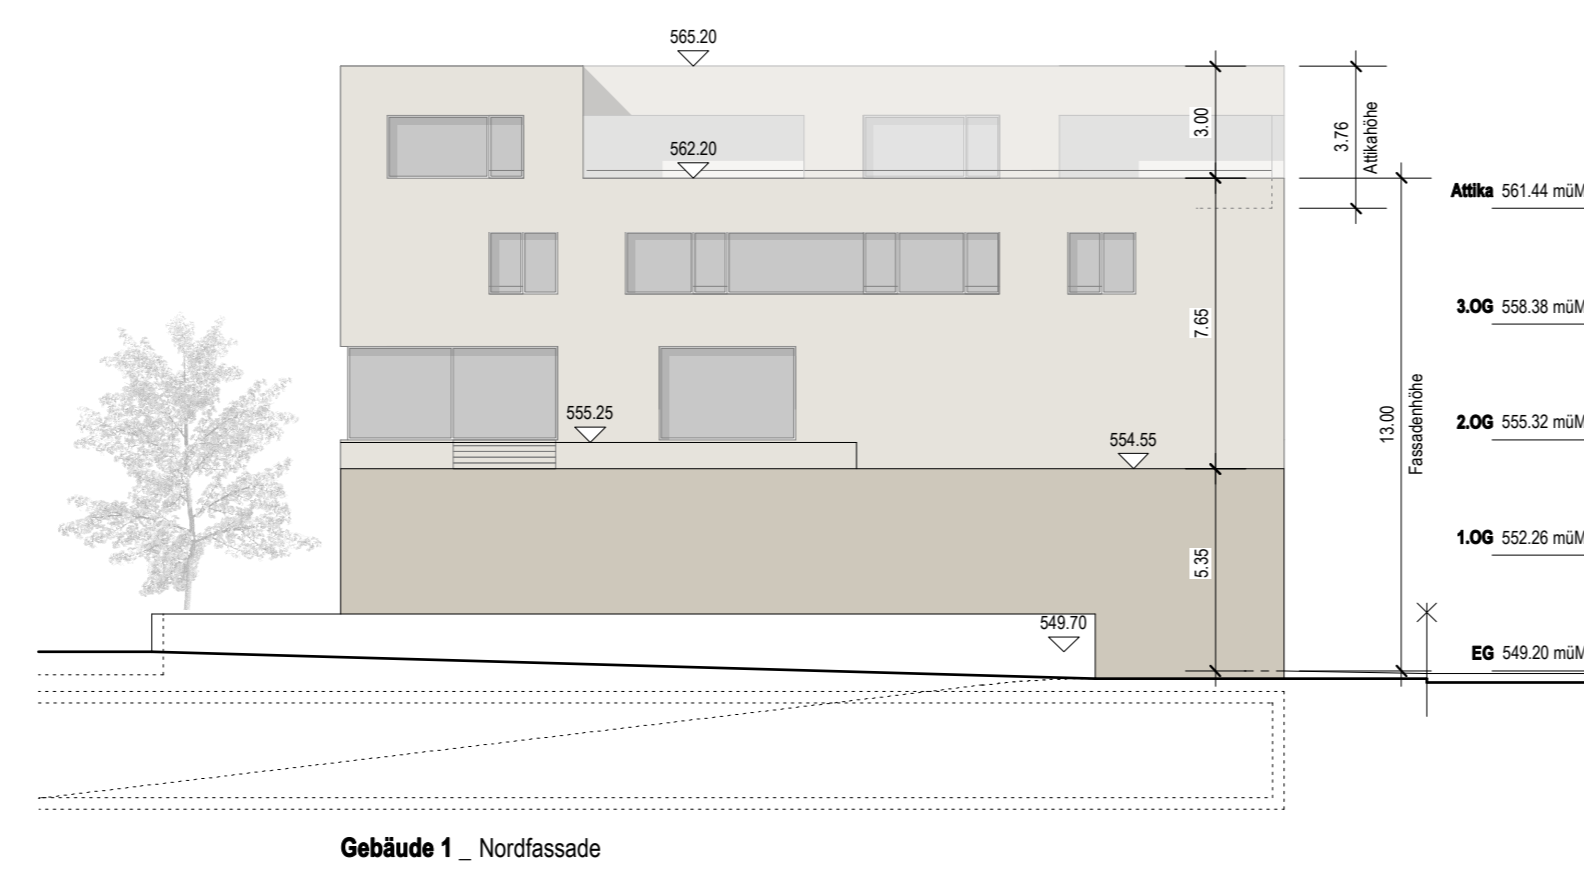 565.20
3.00
3.76
Attikahöhe
562.20
Attika 561.44 müM
3.OG 558.38 müM
7.65
13.00
Fassadenhöhe
555.25
2.OG 555.32 müM
554.55
5.35
1.OG 552.26 müM
549.70
EG 549.20 müM
Gebäude 1 _ Nordfassade